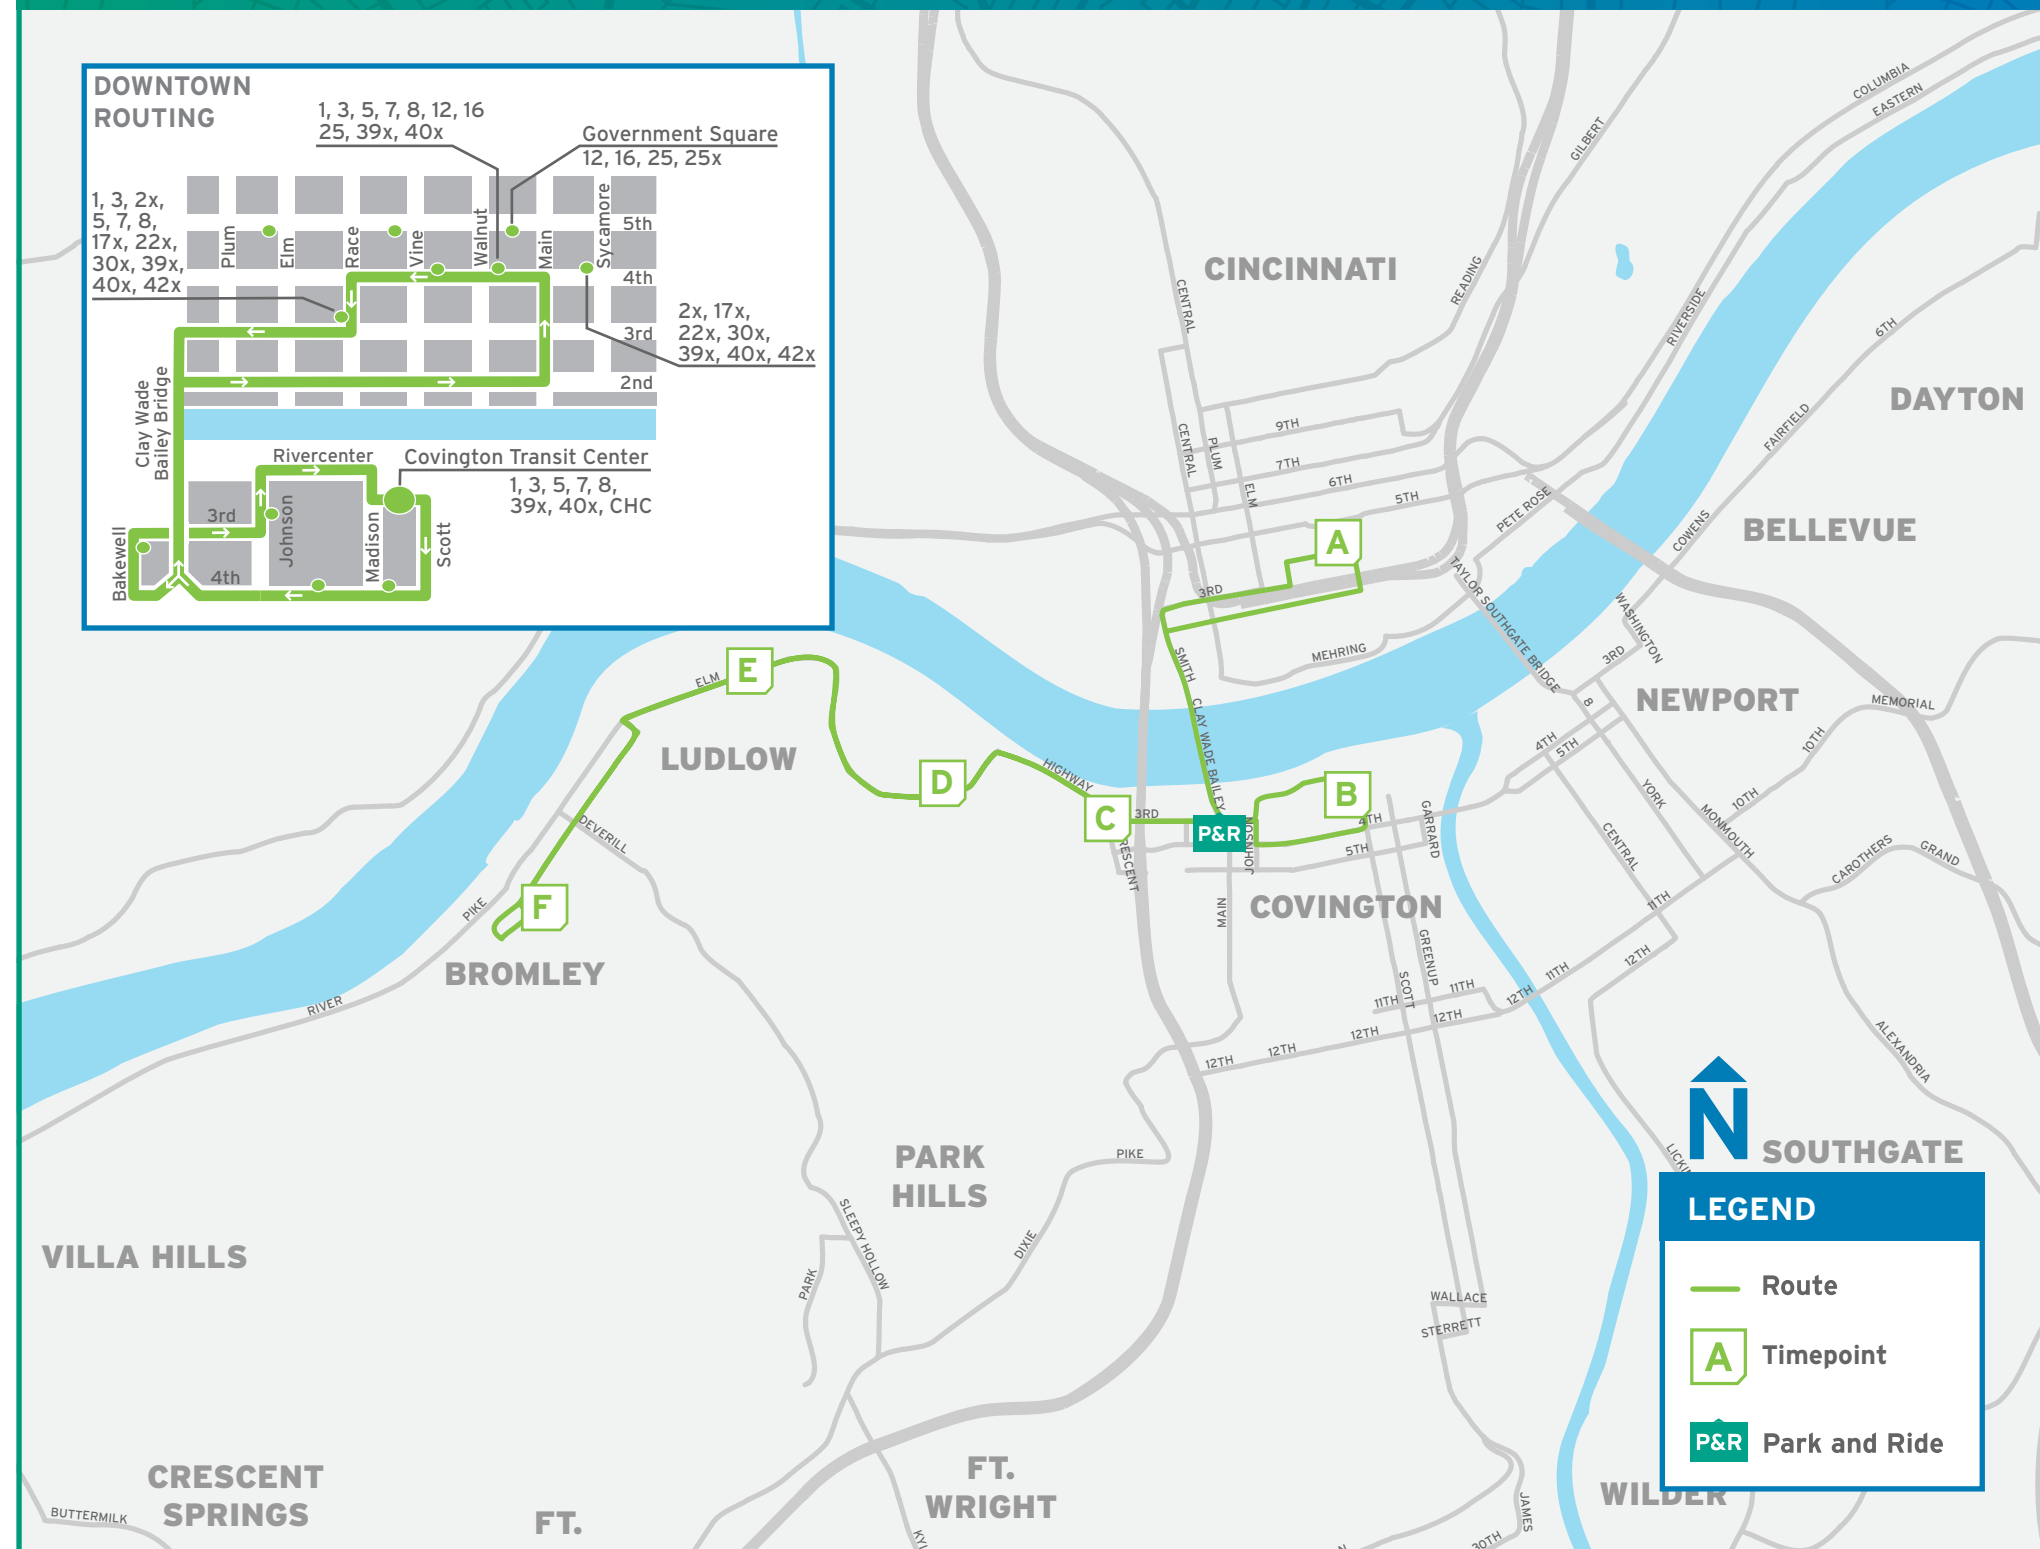 DOWNTOWN
ROUTING
1, 3, 5, 7, 8, 12, 16
25, 39x, 40x
Government Square
12, 16, 25, 25x
1, 3, 2x,
5, 7, 8,
17x, 22x,
30x, 39x,
40x, 42x
Plum
Elm
Race
Vine
Walnut
Main
Sycamore
5th
4th
3rd
2nd
2x, 17x,
22x, 30x,
39x, 40x, 42x
Clay Wade
Bailey Bridge
Rivercenter
Covington Transit Center
1, 3, 5, 7, 8,
39x, 40x, CHC
3rd
4th
Bakewell
Johnson
Madison
Scott
COLUMBIA
EASTERN
GILBERT
CINCINNATI
READING
CENTRAL
RIVERSIDE
6TH
DAYTON
FAIRFIELD
9TH
CENTRAL
PLUM
7TH
6TH
ELM
5TH
PETE ROSE
BELLEVUE
COWENS
A
3RD
TAYLOR SOUTHGATE BRIDGE
WASHINGTON
3RD
MEHRING
SMITH
CLAY WADE BAILEY
8
NEWPORT
MEMORIAL
ELM
E
LUDLOW
D
HIGHWAY
C
3RD
P&R
B
4TH
JOHNSON
5TH
GARRARD
4TH
5TH
10TH
YORK
10TH
MONMOUTH
CENTRAL
CAROTHERS
GRAND
DEVERILL
RESCENT
MAIN
COVINGTON
11TH
F
PIKE
BROMLEY
RIVER
GREENUP
SCOTT
11TH
11TH
12TH
11TH
12TH
12TH
12TH
12TH
12TH
ALEXANDRIA
PARK
HILLS
PIKE
DIXIE
SLEEPY HOLLOW
PARK
VILLA HILLS
LICKIN
N
SOUTHGATE
LEGEND
Route
A
Timepoint
P&R
Park and Ride
WALLACE
STERRETT
CRESCENT
SPRINGS
BUTTERMILK
FT.
FT.
WRIGHT
WILDER
JAMES
30TH